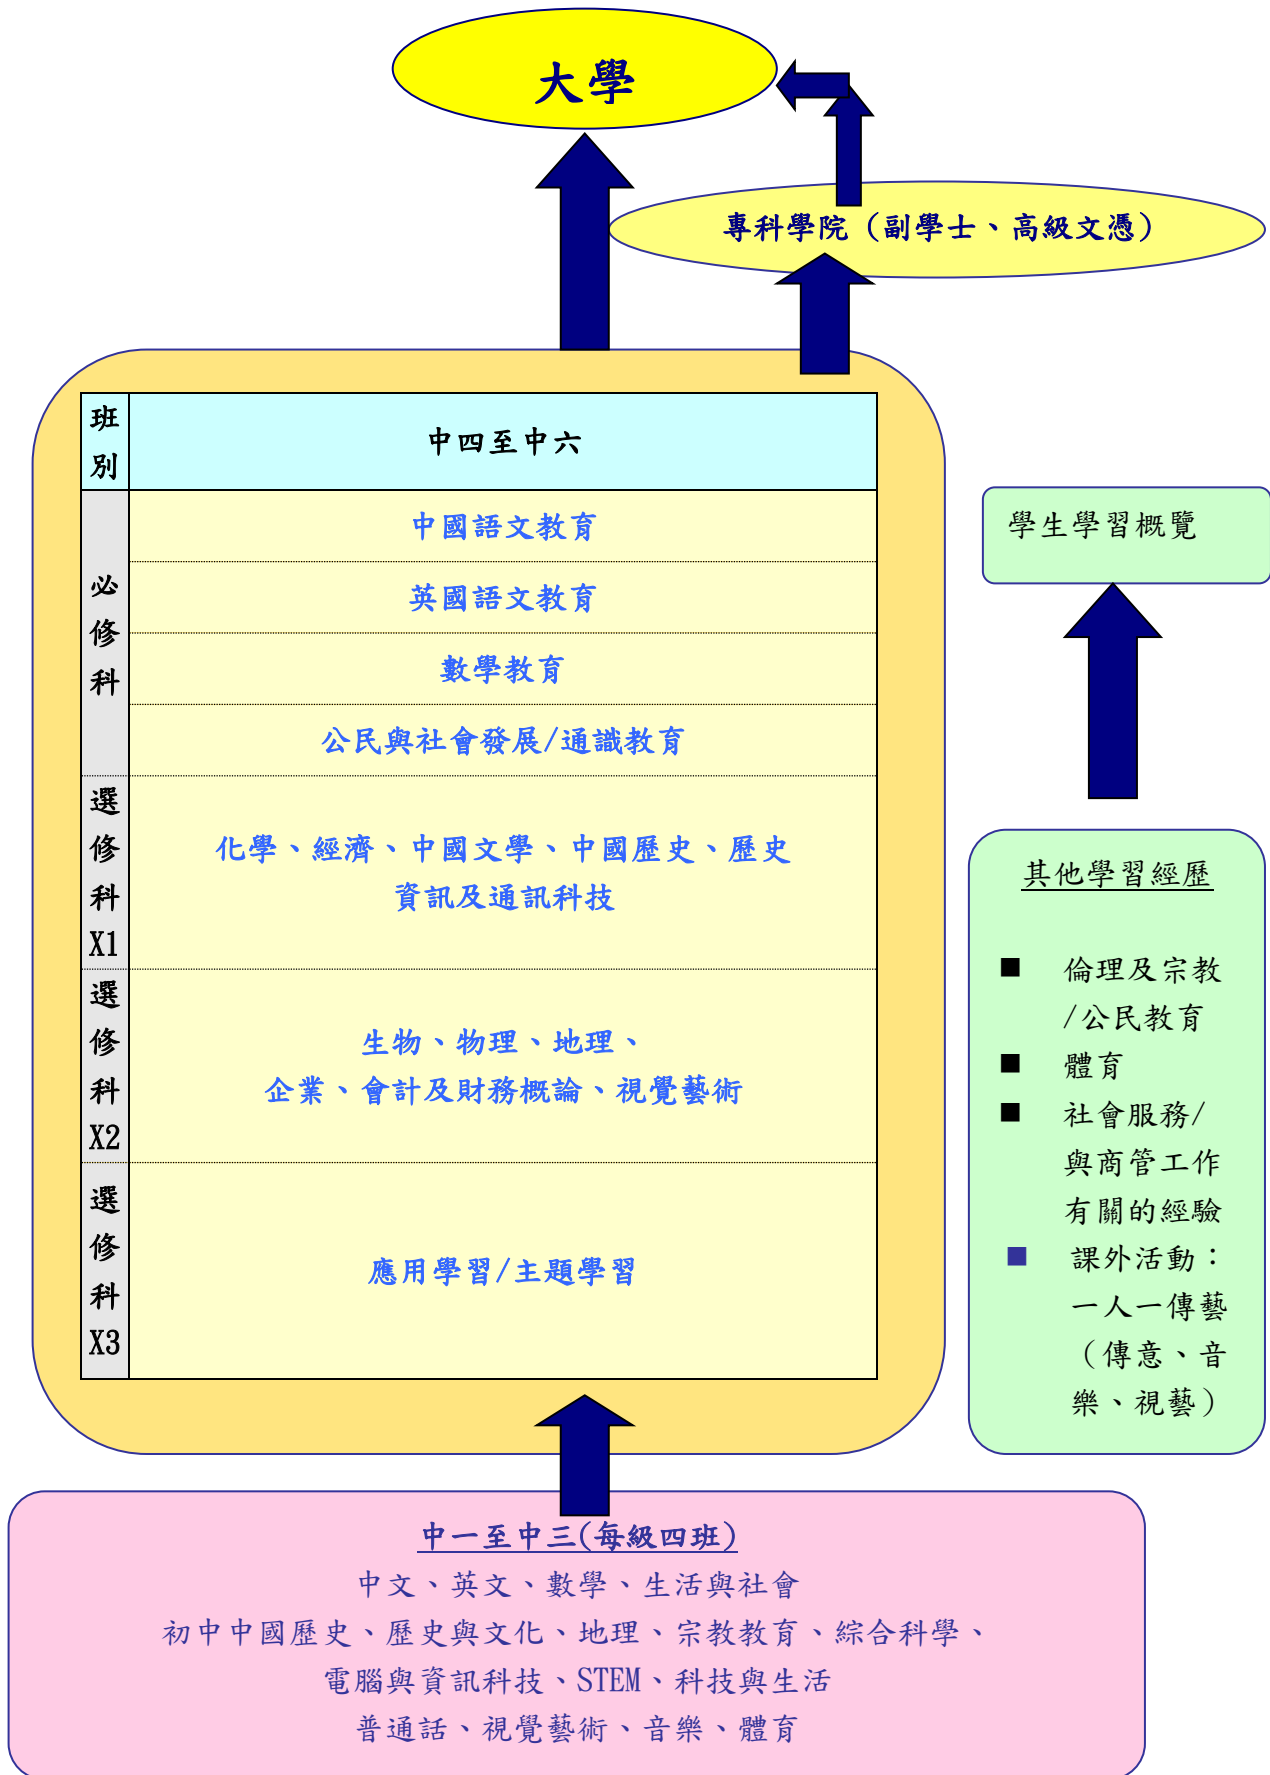 大學
專科學院（副學士、高級文憑）
班別
中四至中六
必修科
中國語文教育
英國語文教育
數學教育
公民與社會發展/通識教育
選修科X1
化學、經濟、中國文學、中國歷史、歷史
資訊及通訊科技
選修科X2
生物、物理、地理、
企業、會計及財務概論、視覺藝術
選修科X3
應用學習/主題學習
學生學習概覽
其他學習經歷
■ 倫理及宗教
/公民教育
■ 體育
■ 社會服務/
與商管工作
有關的經驗
■ 課外活動：
一人一傳藝
（傳意、音
樂、視藝）
中一至中三(每級四班)
中文、英文、數學、生活與社會
初中中國歷史、歷史與文化、地理、宗教教育、綜合科學、
電腦與資訊科技、STEM、科技與生活
普通話、視覺藝術、音樂、體育